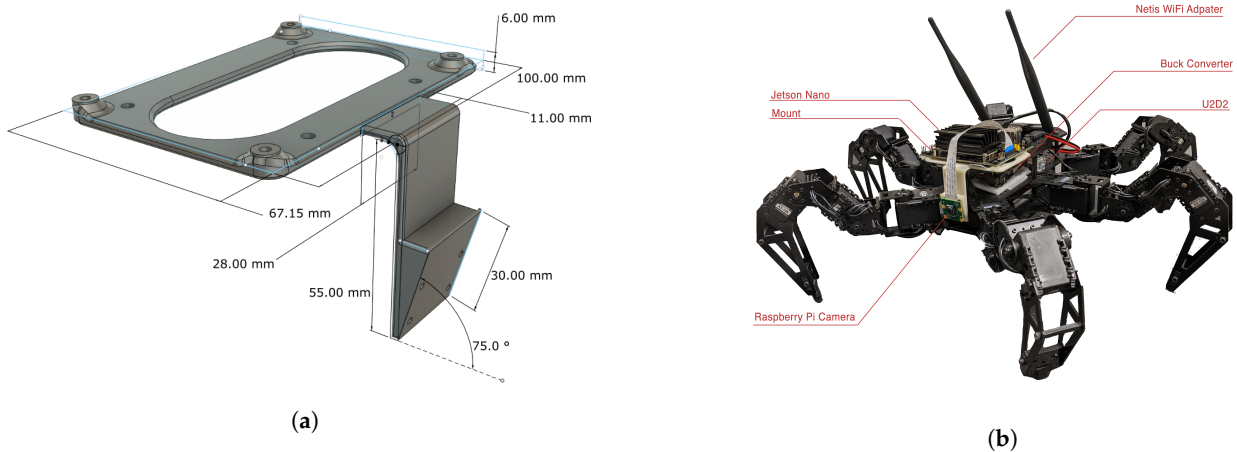 6.00 mm
100.00 mm
11.00 mm
67.15 mm
28.00 mm
30.00 mm
55.00 mm
75.0 °
(a)
Netis WiFi Adpater
Buck Converter
Jetson Nano
U2D2
Mount
Raspberry Pi Camera
(b)